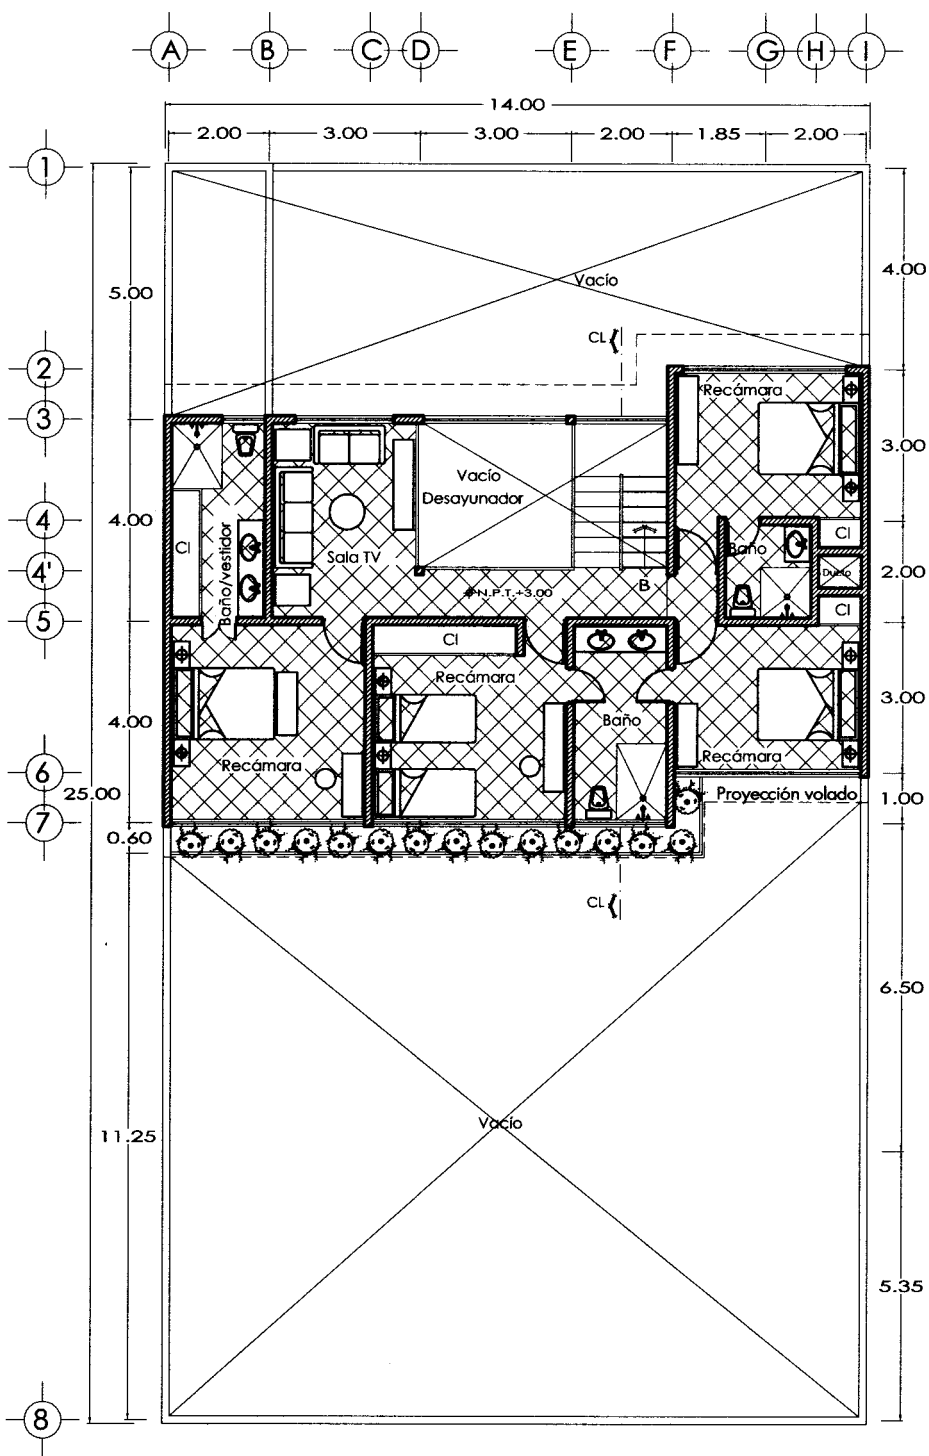 A B C D E F G H I
14.00
2.00 3.00 3.00 2.00 1.85 2.00
1
Vacío
4.00
5.00
CL
2
Recámara
3
3.00
Vacío
Desayunador
4
4.00
Cl
Baño/vestidor
Sala TV
Baño
Cl
4'
Ducto
2.00
B
N.P.T.+3.00
Cl
5
Cl
Recámara
3.00
4.00
Baño
Recámara
Recámara
6
25.00
Proyección volado
1.00
7
0.60
CL
6.50
Vacío
11.25
5.35
8